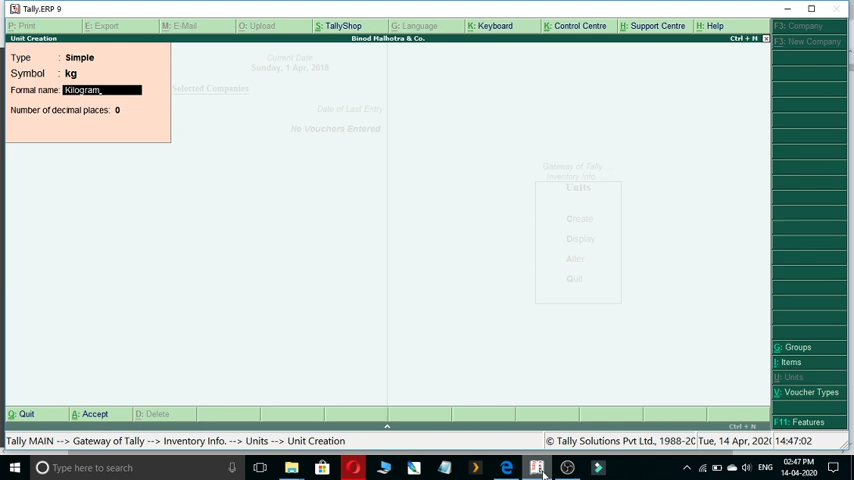 Tally.ERP 9
P: Print E: Export M: E-Mail O: Upload S: TallyShop G: Language K: Keyboard K: Control Centre H: Support Centre H: Help F3: Company
Unit Creation Binod Malhotra & Co. Ctrl + M F3: New Company
Type : Simple
Symbol : kg
Formal name: Kilogram
Number of decimal places: 0
Current Date
Sunday, 1 Apr, 2018
Selected Companies
Date of Last Entry
No Vouchers Entered
Gateway of Tally
Inventory Info.
Units
Create
Display
Alter
Quit
G: Groups
I: Items
U: Units
V: Voucher Types
F11: Features
Q: Quit A: Accept D: Delete
Ctrl + N
Tally MAIN --> Gateway of Tally --> Inventory Info. --> Units --> Unit Creation © Tally Solutions Pvt Ltd., 1988-20 Tue, 14 Apr, 2020 14:47:02
Type here to search ENG 02:47 PM
14-04-2020